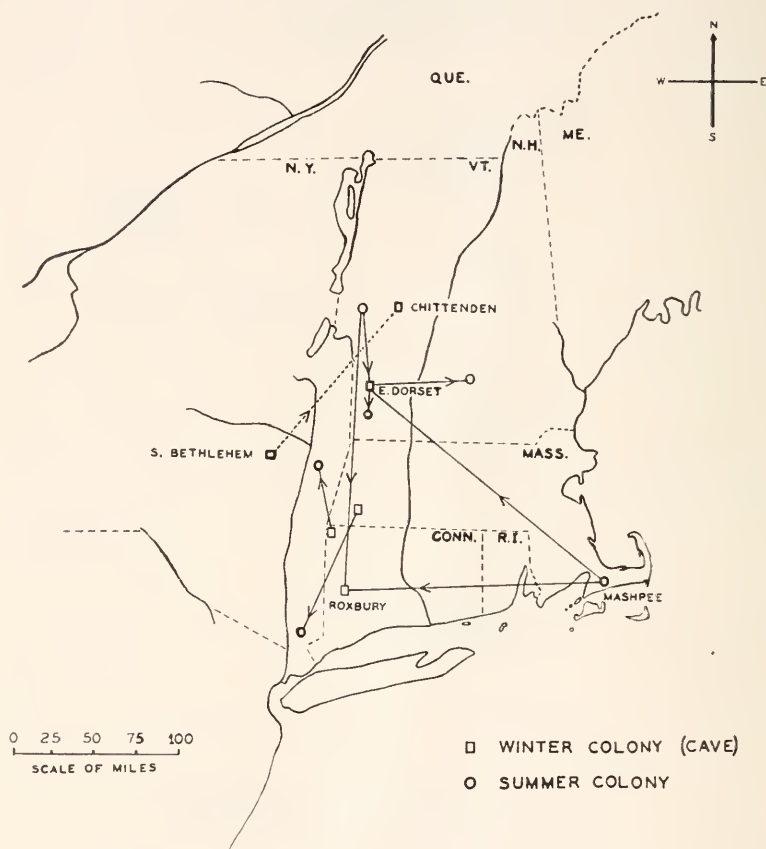 N
W E
S
QUE.
N.H. ME.
N.Y. VT.
CHITTENDEN
E. DORSET
S. BETHLEHEM
MASS.
CONN. R.I.
ROXBURY
MASHPEE
0 25 50 75 100
SCALE OF MILES
WINTER COLONY (CAVE)
SUMMER COLONY